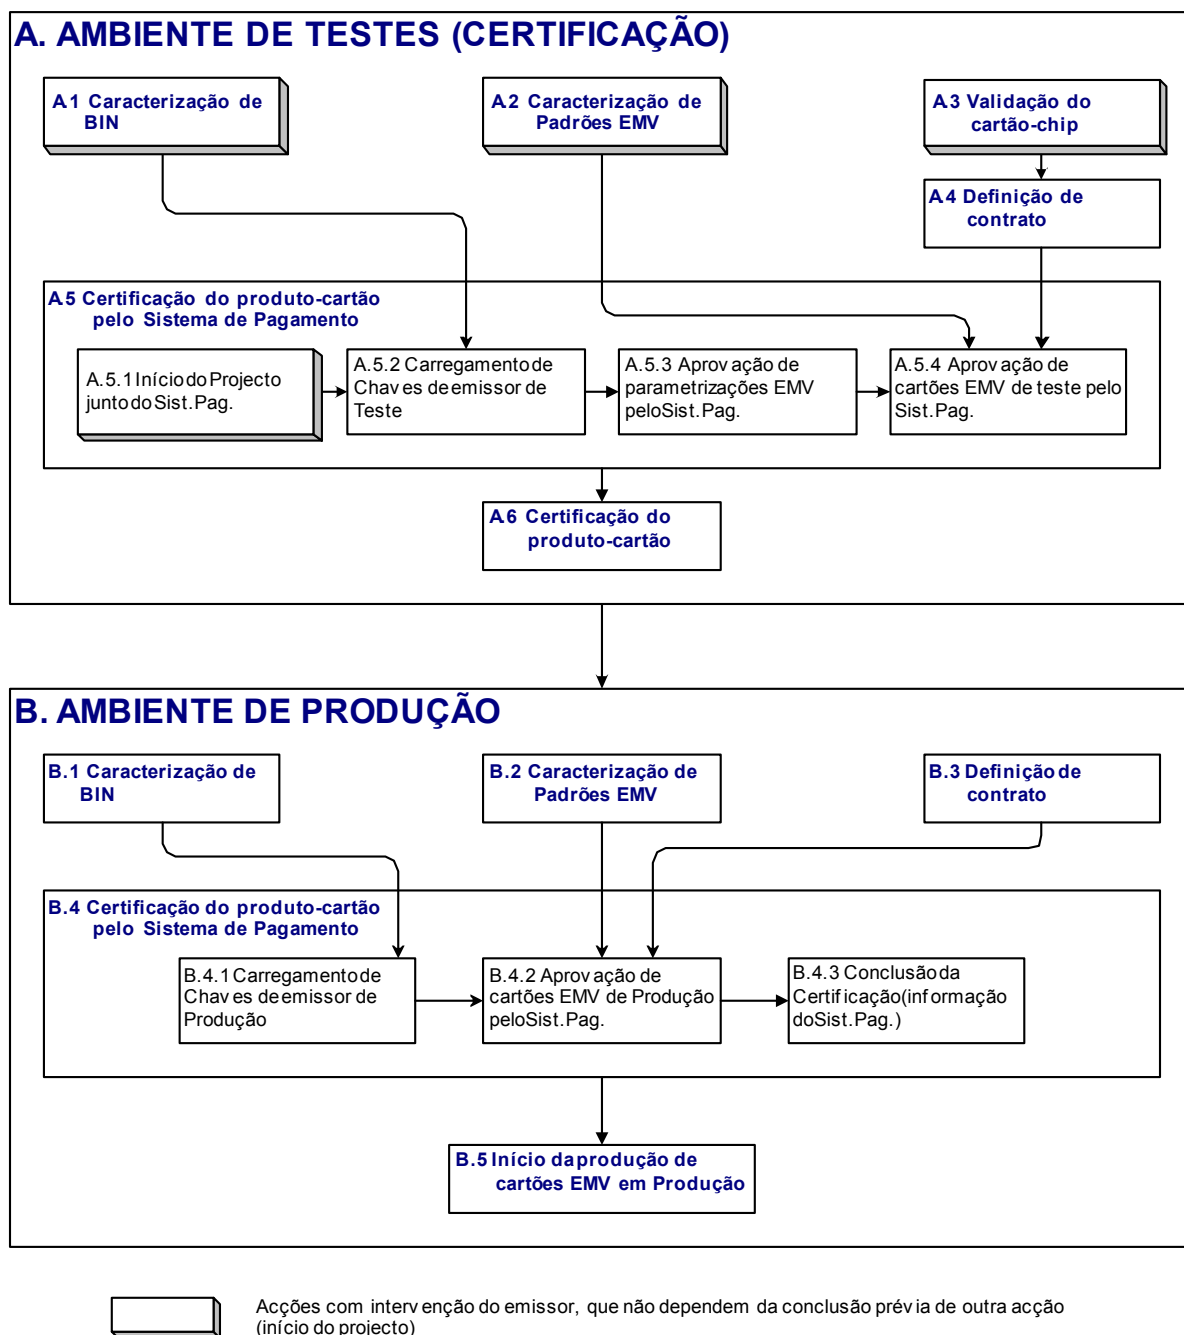 A. AMBIENTE DE TESTES (CERTIFICAÇÃO)
A.1 Caracterização de
BIN
A.2 Caracterização de
Padrões EMV
A.3 Validação do
cartão-chip
A.4 Definição de
contrato
A.5 Certificação do produto-cartão
pelo Sistema de Pagamento
A.5.1 Início do Projecto
junto do Sist.Pag.
A.5.2 Carregamento de
Chaves de emissor de
Teste
A.5.3 Aprovação de
parametrizações EMV
pelo Sist.Pag.
A.5.4 Aprovação de
cartões EMV de teste pelo
Sist.Pag.
A.6 Certificação do
produto-cartão
B. AMBIENTE DE PRODUÇÃO
B.1 Caracterização de
BIN
B.2 Caracterização de
Padrões EMV
B.3 Definição de
contrato
B.4 Certificação do produto-cartão
pelo Sistema de Pagamento
B.4.1 Carregamento de
Chaves de emissor de
Produção
B.4.2 Aprovação de
cartões EMV de Produção
pelo Sist.Pag.
B.4.3 Conclusão da
Certificação (informação
do Sist.Pag.)
B.5 Início da produção de
cartões EMV em Produção
Acções com intervenção do emissor, que não dependem da conclusão prévia de outra acção
(início do projecto)